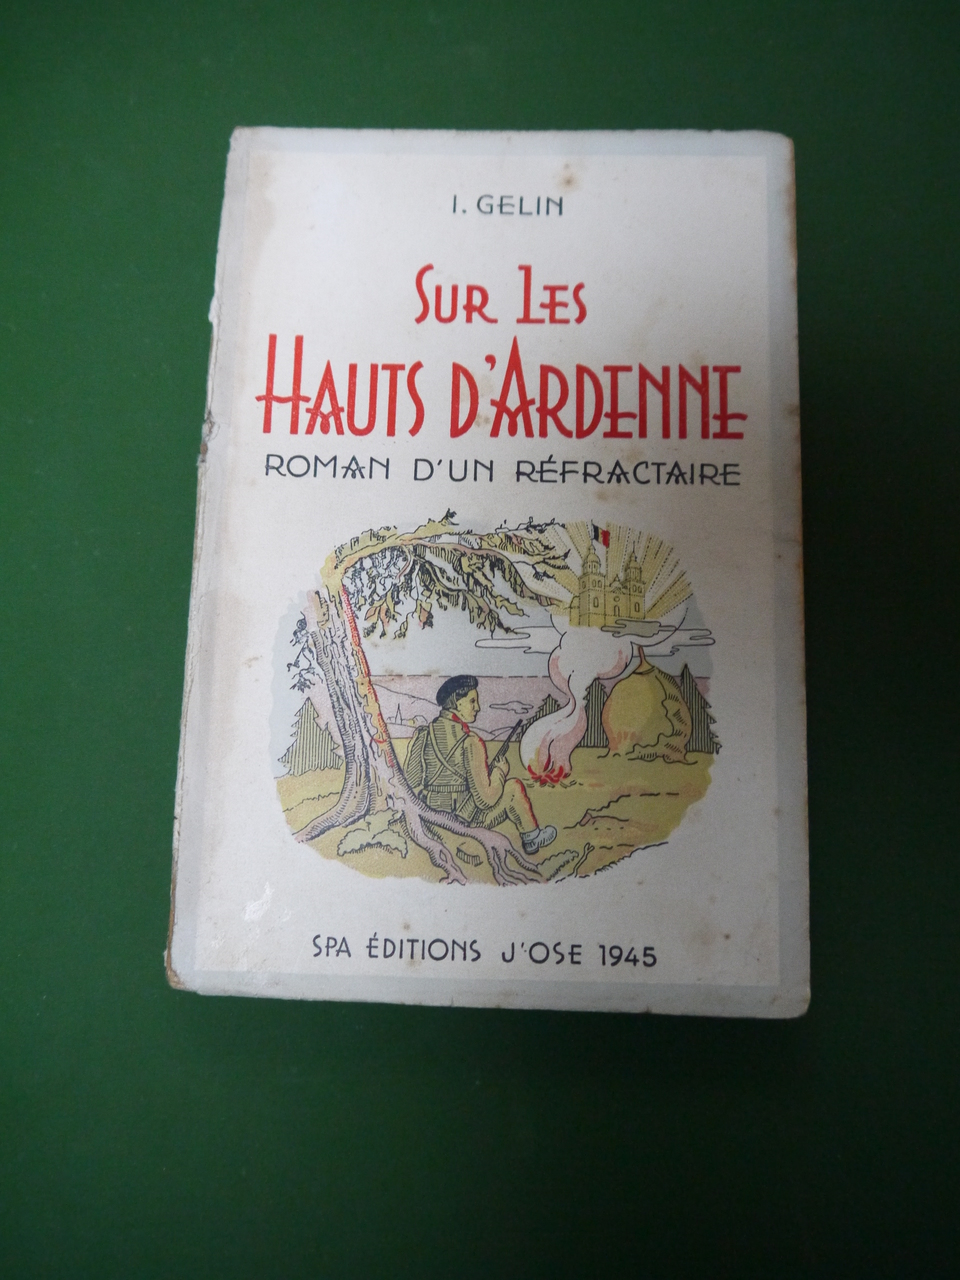 I. GELIN
SUR LES
HAUTS D'ARDENNE
ROMAN D'UN RÉFRACTAIRE
SPA ÉDITIONS J'OSE 1945